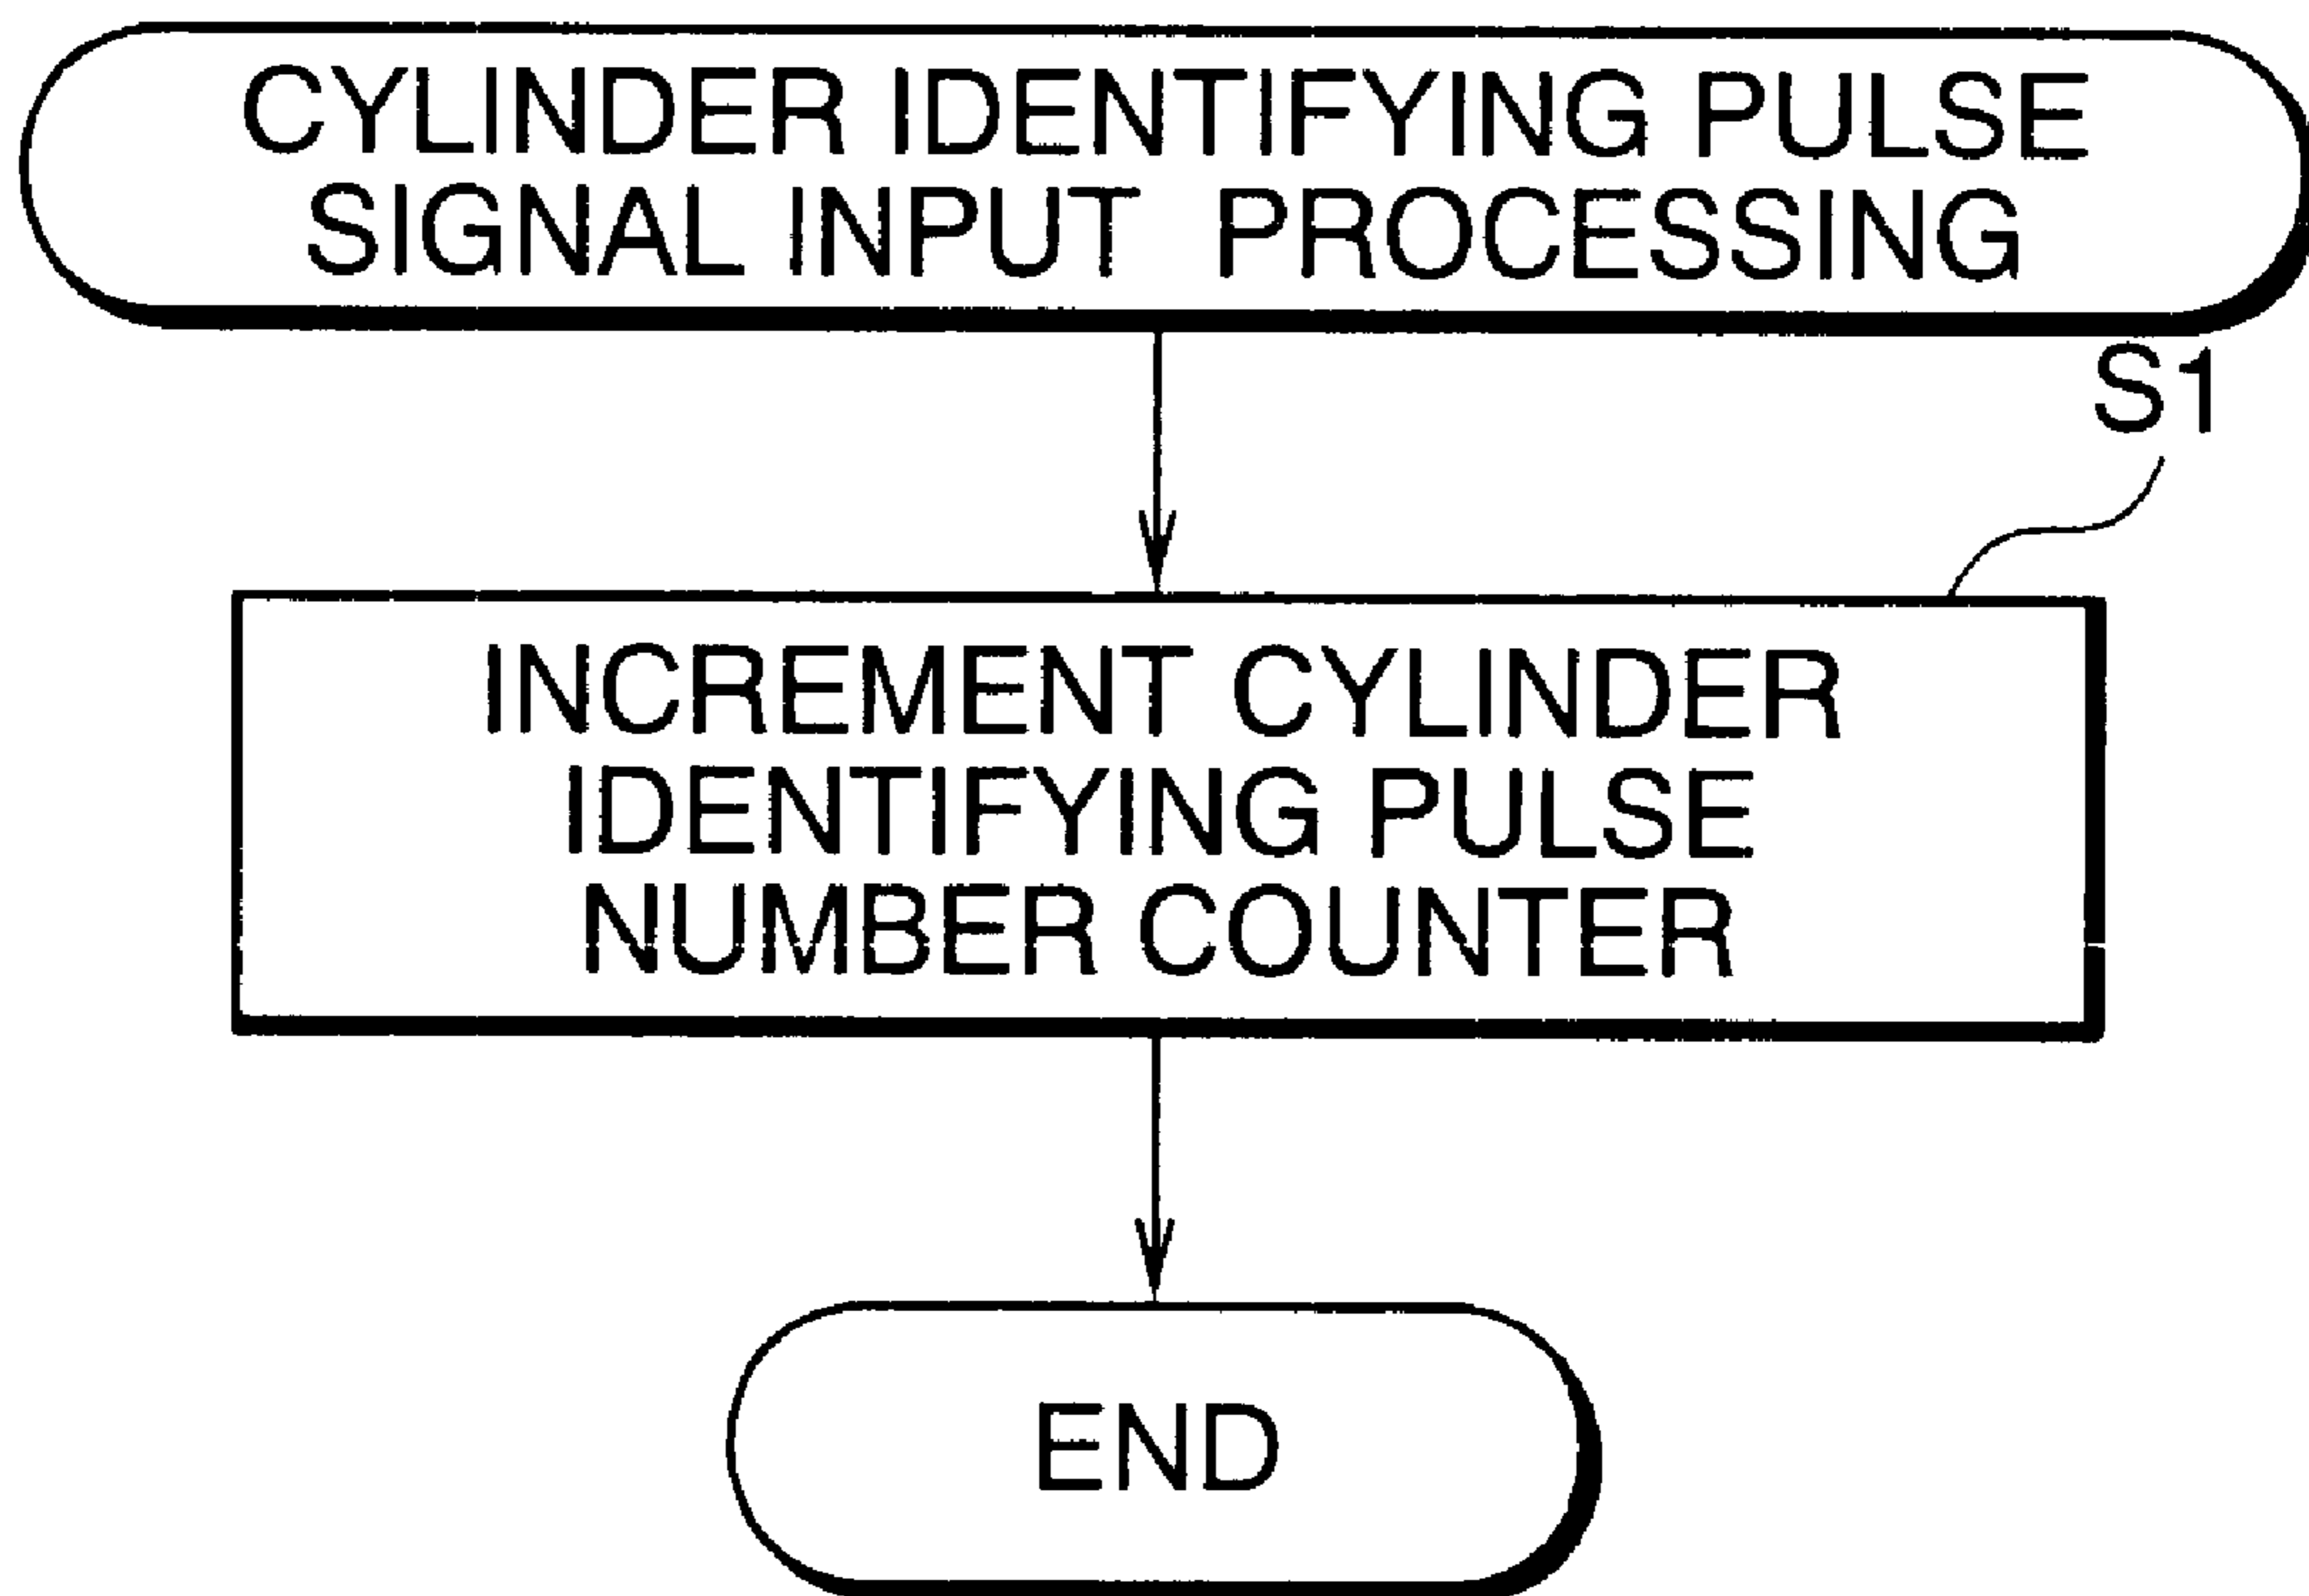 CYLINDER IDENTIFYING PULSE
SIGNAL INPUT PROCESSING
S1
INCREMENT CYLINDER
IDENTIFYING PULSE
NUMBER COUNTER
END